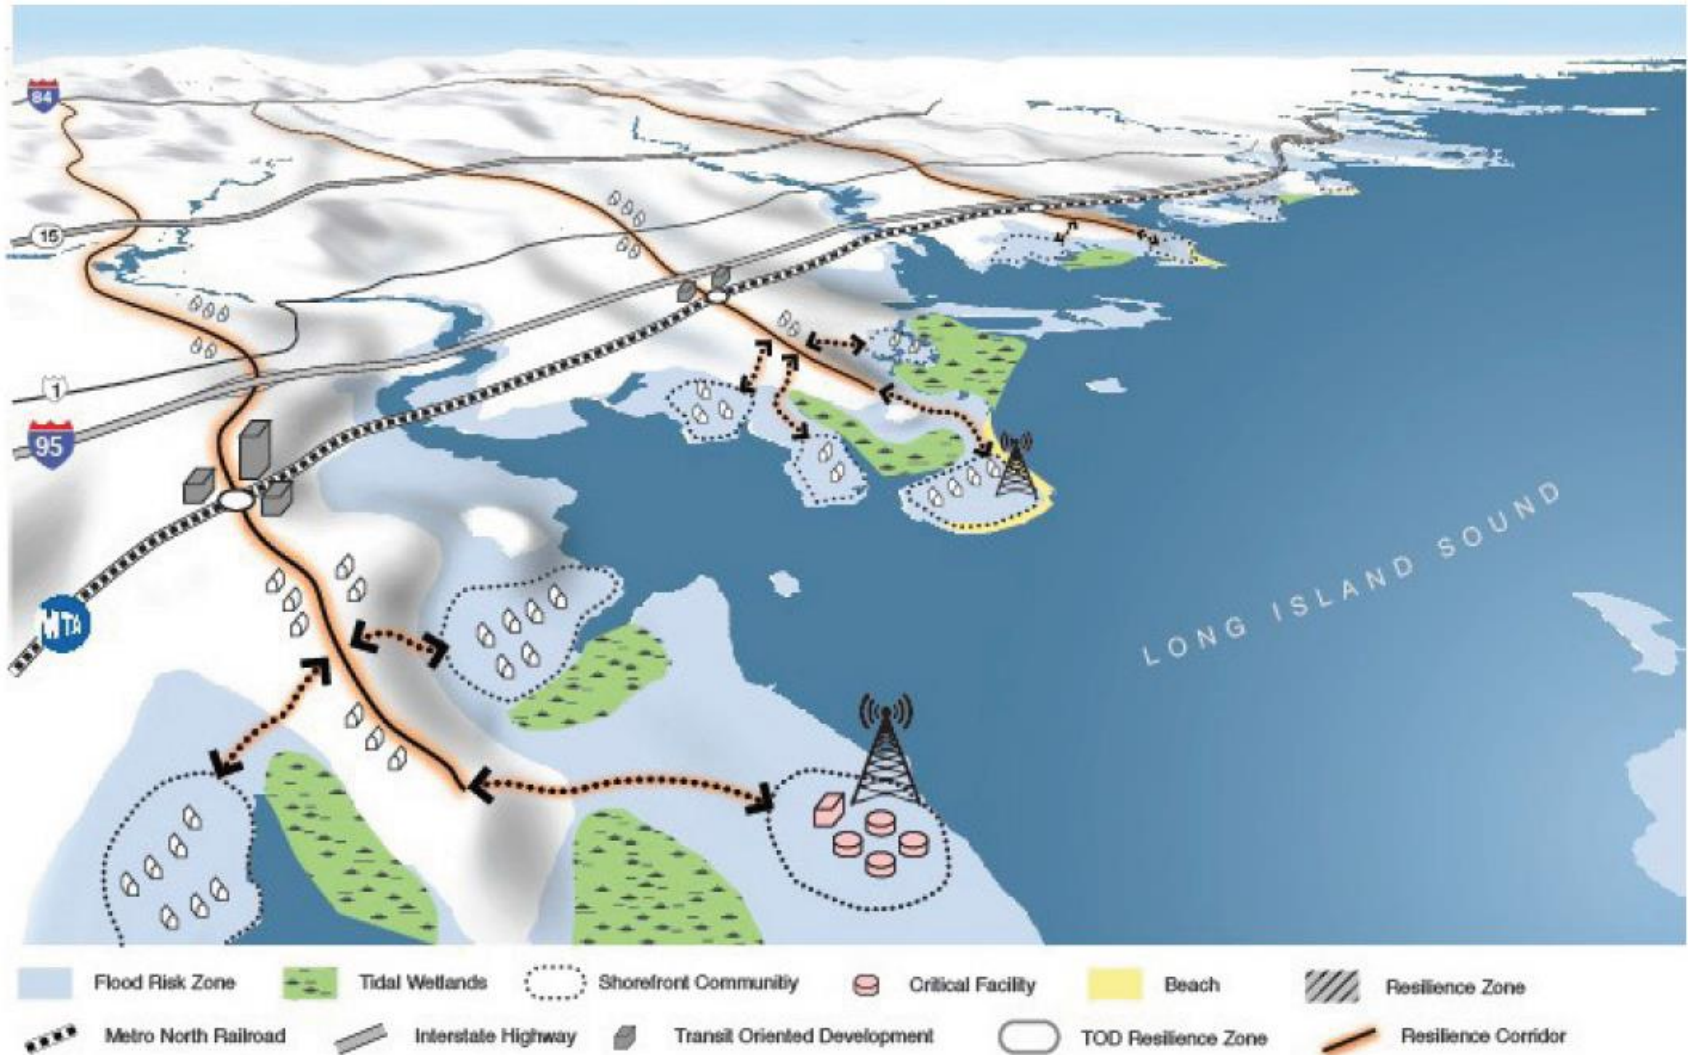 84
15
1
95
MTA
LONG ISLAND SOUND
Flood Risk Zone
Tidal Wetlands
Shorefront Communitiy
Critical Facility
Beach
Resilience Zone
Metro North Railroad
Interstate Highway
Transit Oriented Development
TOD Resilience Zone
Resilience Corridor